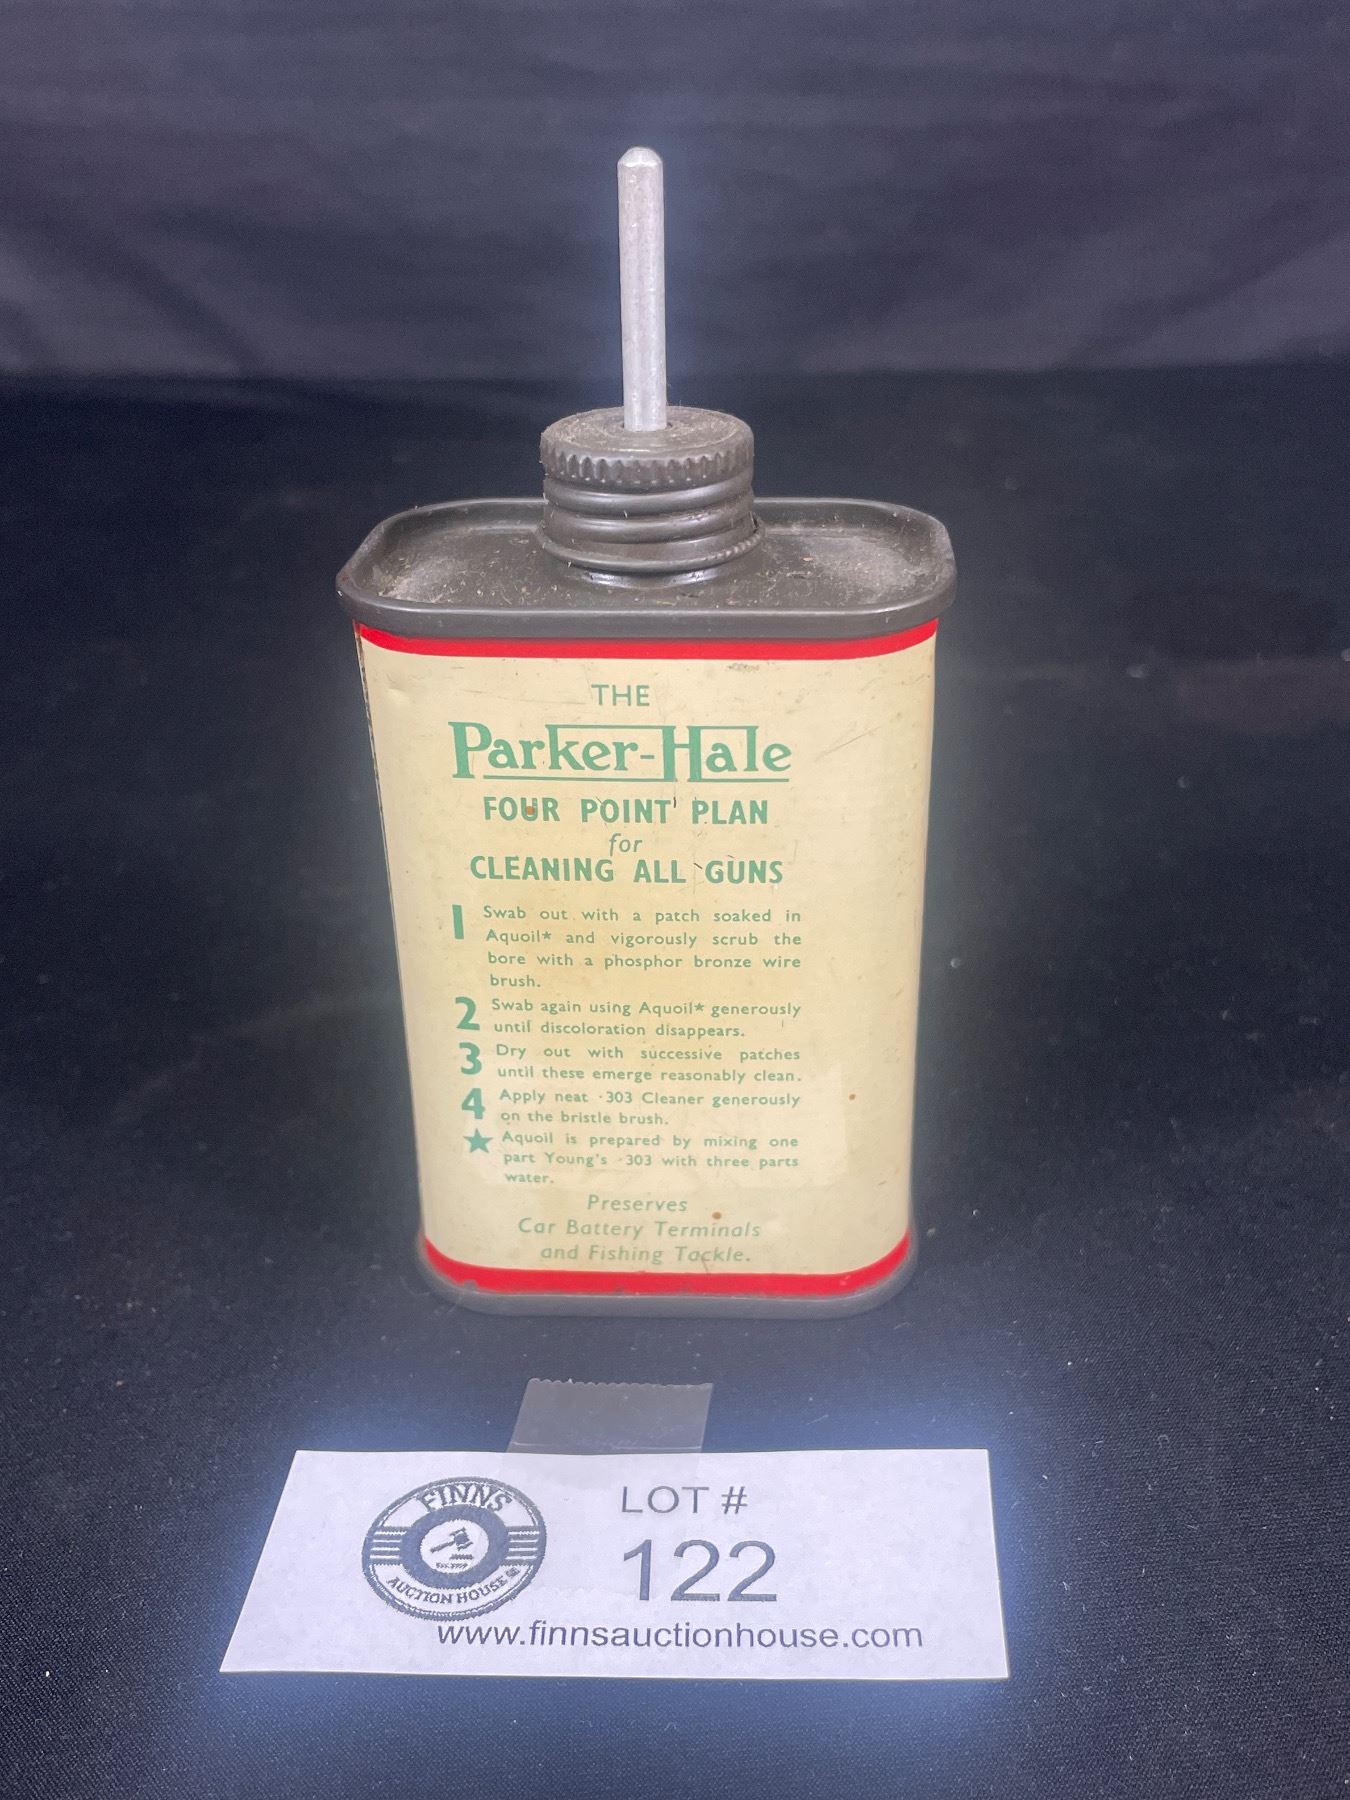 THE
Parker-Hale
FOUR POINT PLAN
for
CLEANING ALL GUNS
1 Swab out with a patch soaked in
Aquoil* and vigorously scrub the
bore with a phosphor bronze wire
brush.
2 Swab again using Aquoil* generously
until discoloration disappears.
3 Dry out with successive patches
until these emerge reasonably clean.
4 Apply neat ·303 Cleaner generously
on the bristle brush.
★ Aquoil is prepared by mixing one
part Young's ·303 with three parts
water.
Preserves
Car Battery Terminals
and Fishing Tackle.
FINNS
AUCTION HOUSE
LOT #
122
www.finnsauctionhouse.com